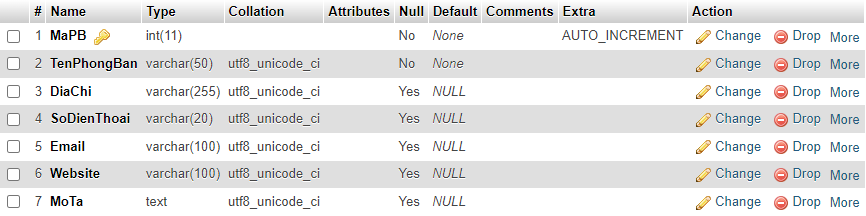 # Name Type Collation Attributes Null Default Comments Extra Action
1 MaPB int(11) No None AUTO_INCREMENT Change Drop More
2 TenPhongBan varchar(50) utf8_unicode_ci No None Change Drop More
3 DiaChi varchar(255) utf8_unicode_ci Yes NULL Change Drop More
4 SoDienThoai varchar(20) utf8_unicode_ci Yes NULL Change Drop More
5 Email varchar(100) utf8_unicode_ci Yes NULL Change Drop More
6 Website varchar(100) utf8_unicode_ci Yes NULL Change Drop More
7 MoTa text utf8_unicode_ci Yes NULL Change Drop More